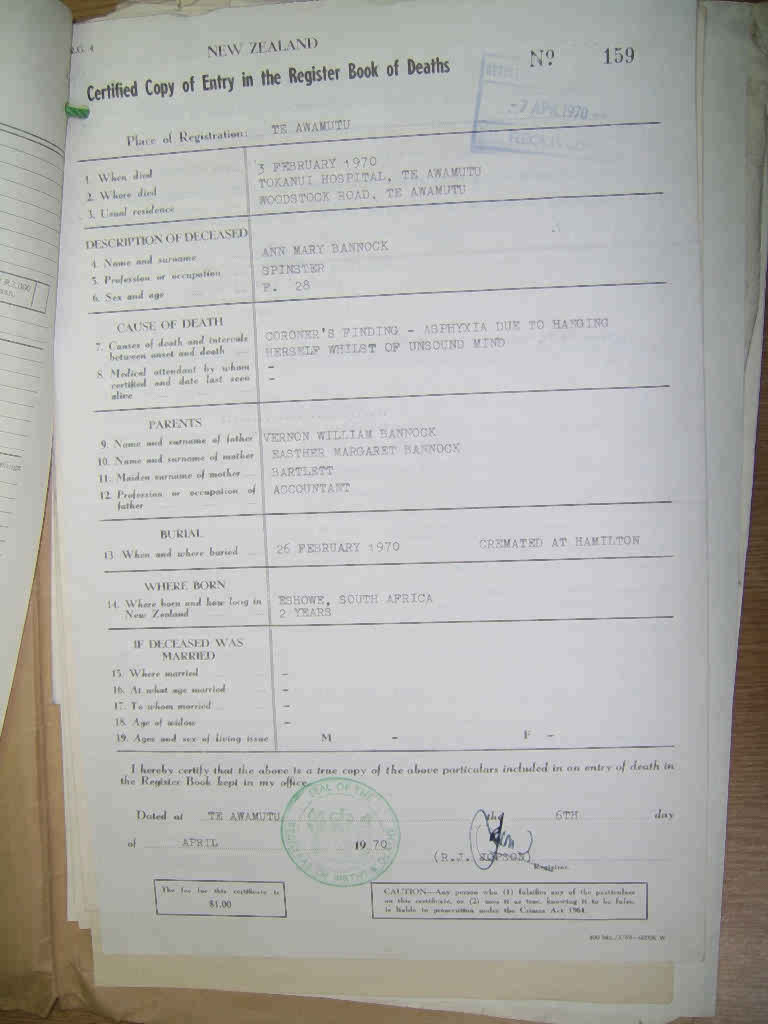 R.G. 4
NEW ZEALAND
Nº 159
Certified Copy of Entry in the Register Book of Deaths
-7 APR 1970
Place of Registration: TE AWAMUTU
1. When died 3 FEBRUARY 1970
2. Where died TOKANUI HOSPITAL, TE AWAMUTU
3. Usual residence WOODSTOCK ROAD, TE AWAMUTU
DESCRIPTION OF DECEASED
4. Name and surname ANN MARY BANNOCK
5. Profession or occupation SPINSTER
6. Sex and age F. 28
CAUSE OF DEATH
7. Causes of death and intervals CORONER'S FINDING - ASPHYXIA DUE TO HANGING
between onset and death HERSELF WHILST OF UNSOUND MIND
8. Medical attendant by whom -
certified and date last seen -
alive
PARENTS
9. Name and surname of father VERNON WILLIAM BANNOCK
10. Name and surname of mother EASTHER MARGARET BANNOCK
11. Maiden surname of mother BARTLETT
12. Profession or occupation of ACCOUNTANT
father
BURIAL
13. When and where buried 26 FEBRUARY 1970 CREMATED AT HAMILTON
WHERE BORN
14. Where born and how long in ESHOWE, SOUTH AFRICA
New Zealand 2 YEARS
IF DECEASED WAS
MARRIED
15. Where married -
16. At what age married -
17. To whom married -
18. Age of widow -
19. Ages and sex of living issue M - F -
I hereby certify that the above is a true copy of the above particulars included in an entry of death in
the Register Book kept in my office.
Dated at TE AWAMUTU the 6TH day
of APRIL 1970
SEAL OF THE
(R.J. HOPSON)
Registrar.
The fee for this certificate is
$1.00
CAUTION—Any person who (1) falsifies any of the particulars
on this certificate, or (2) uses it as true, knowing it to be false,
is liable to prosecution under the Crimes Act 1961.